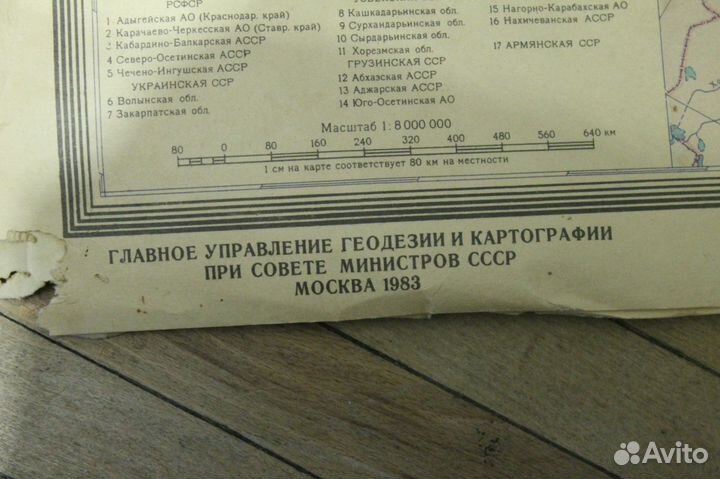 РСФСР
1 Адыгейская АО (Краснодар. край)
2 Карачаево-Черкесская АО (Ставр. край)
3 Кабардино-Балкарская АССР
4 Северо-Осетинская АССР
5 Чечено-Ингушская АССР
УКРАИНСКАЯ ССР
6 Волынская обл.
7 Закарпатская обл.
8 Кашкадарьинская обл.
9 Сурхандарьинская обл.
10 Сырдарьинская обл.
11 Хорезмская обл.
ГРУЗИНСКАЯ ССР
12 Абхазская АССР
13 Аджарская АССР
14 Юго-Осетинская АО
15 Нагорно-Карабахская АО
16 Нахичеванская АССР
17 АРМЯНСКАЯ ССР
Масштаб 1:8 000 000
80 0 80 160 240 320 400 480 560 640 км
1 см на карте соответствует 80 км на местности
ГЛАВНОЕ УПРАВЛЕНИЕ ГЕОДЕЗИИ И КАРТОГРАФИИ
ПРИ СОВЕТЕ МИНИСТРОВ СССР
МОСКВА 1983
Avito